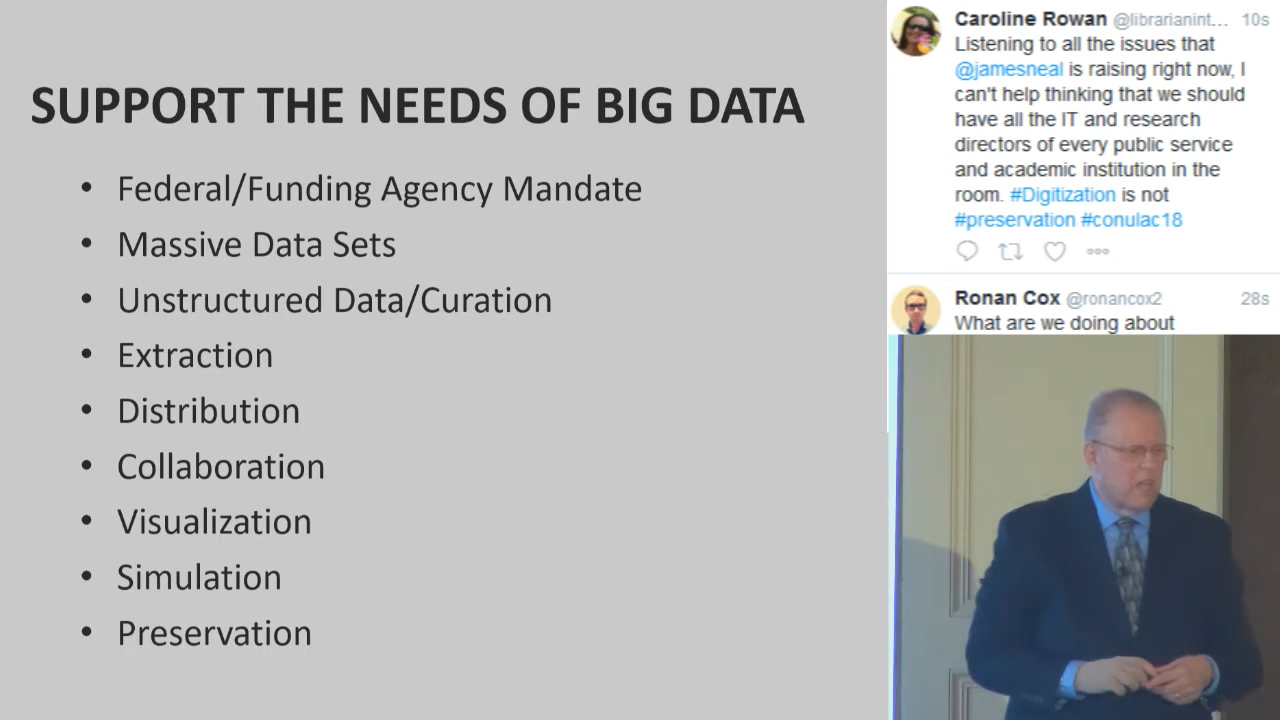 SUPPORT THE NEEDS OF BIG DATA
• Federal/Funding Agency Mandate
• Massive Data Sets
• Unstructured Data/Curation
• Extraction
• Distribution
• Collaboration
• Visualization
• Simulation
• Preservation
Caroline Rowan @librarianint... 10s
Listening to all the issues that
@jamesneal is raising right now, I
can't help thinking that we should
have all the IT and research
directors of every public service
and academic institution in the
room. #Digitization is not
#preservation #conulac18
Ronan Cox @ronancox2 28s
What are we doing about